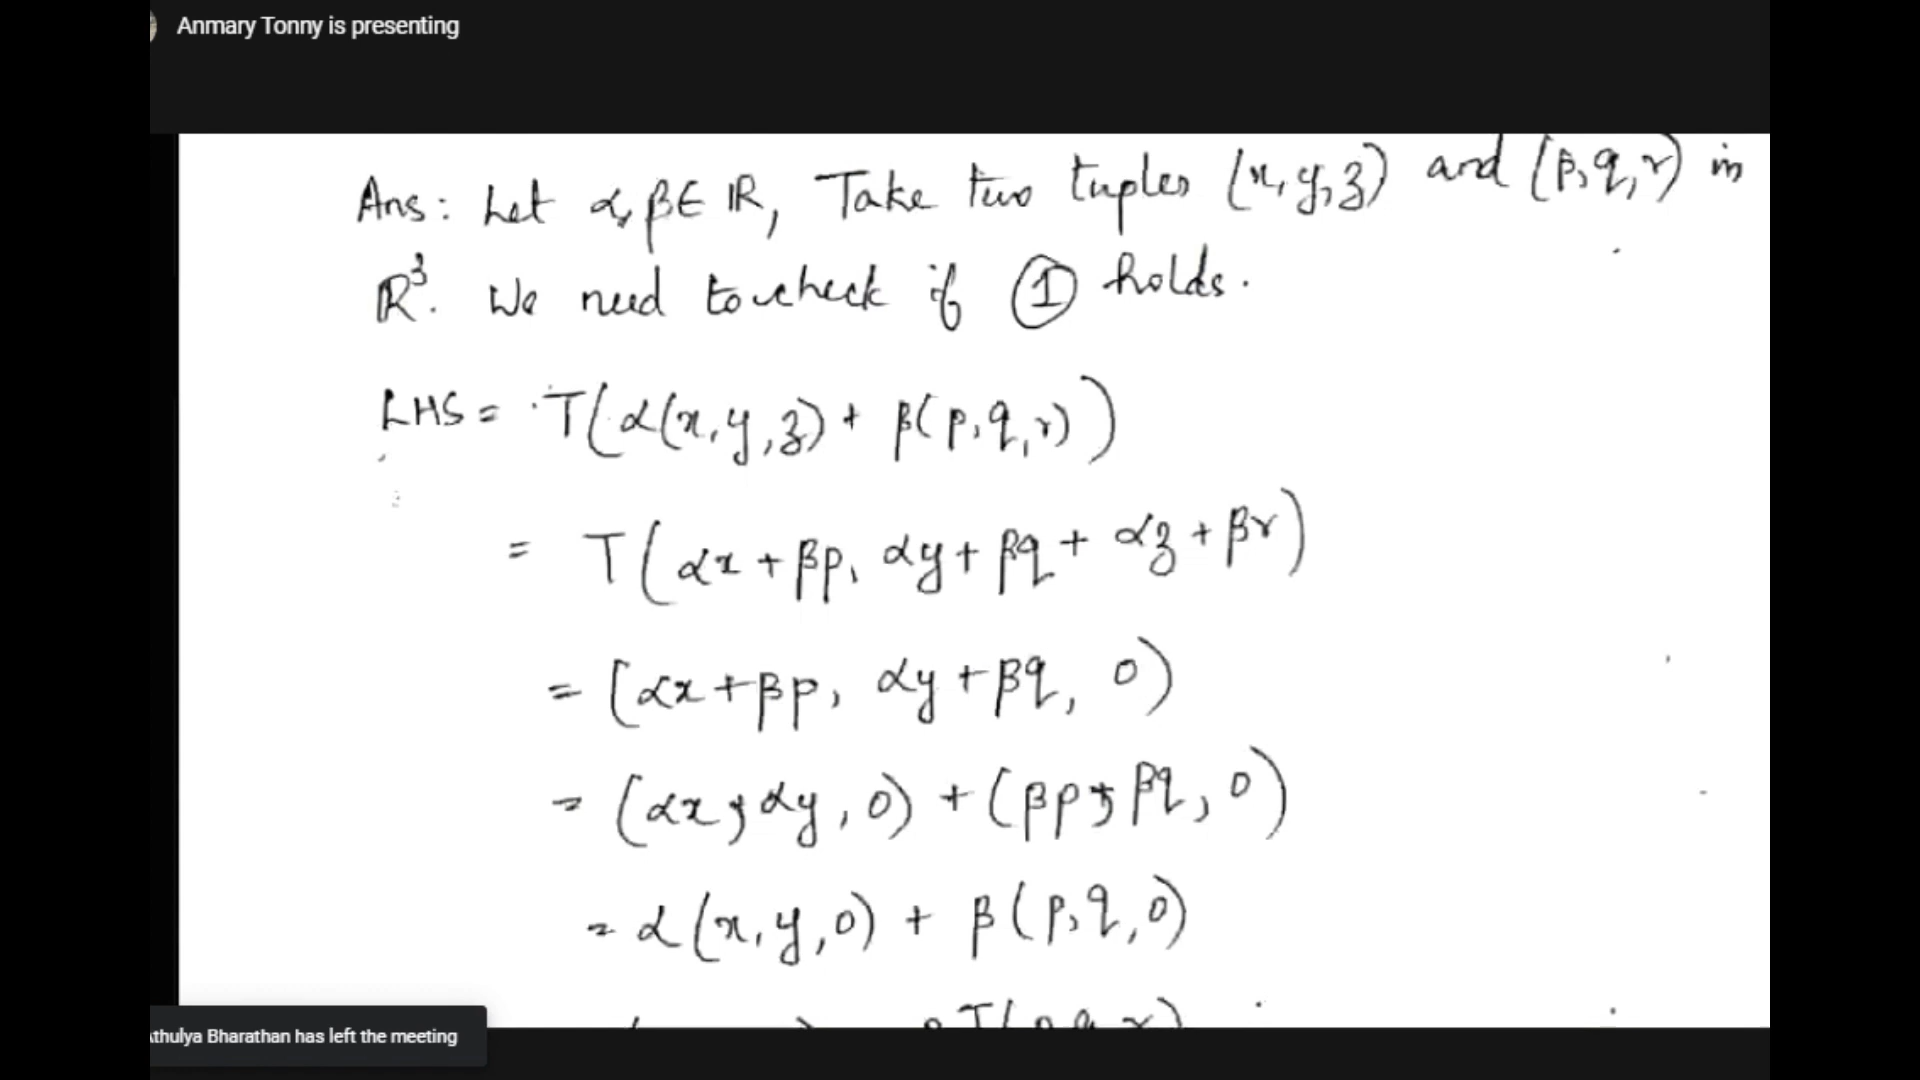 Anmary Tonny is presenting
Ans: Let α, β ∈ ℝ, Take two tuples (x, y, z) and (p, q, r) in
ℝ³. We need to check if ① holds.
LHS = T(α(x, y, z) + β(p, q, r))
= T(αx + βp, αy + βq + αz + βr)
= (αx + βp, αy + βq, 0)
= (αx, αy, 0) + (βp, βq, 0)
= α(x, y, 0) + β(p, q, 0)
thulya Bharathan has left the meeting